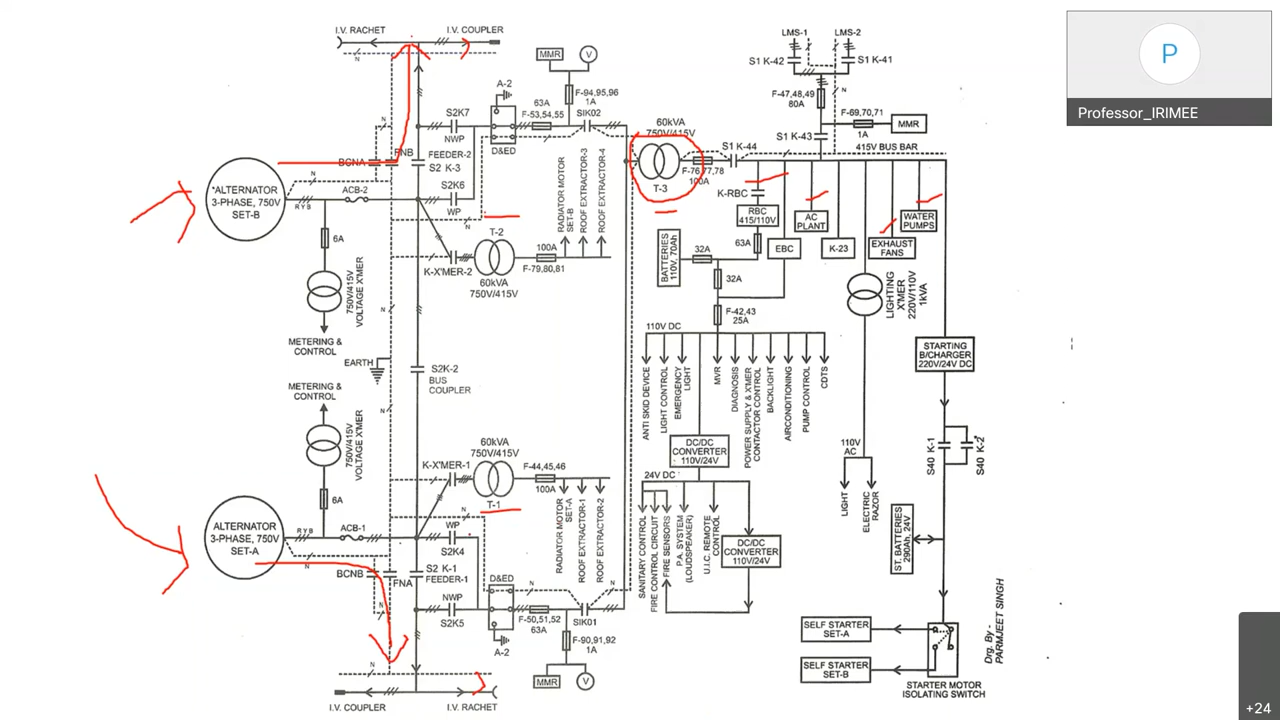 I.V. RACHET
I.V. COUPLER
MMR
V
A-2
F-94,95,96
1A
63A
F-53,54,55
SIK02
S2K7
NWP
D&ED
N
BCNA
FNB
FEEDER-2
S2 K-3
S2K6
WP
*ALTERNATOR
3-PHASE, 750V
SET-B
R Y B
ACB-2
N
6A
750V/415V
VOLTAGE X'MER
METERING &
CONTROL
K-X'MER-2
T-2
60kVA
750V/415V
100A
F-79,80,81
RADIATOR MOTOR
SET-B
ROOF EXTRACTOR-3
ROOF EXTRACTOR-4
EARTH
S2K-2
BUS
COUPLER
METERING &
CONTROL
750V/415V
VOLTAGE X'MER
6A
60kVA
750V/415V
K-X'MER-1
T-1
F-44,45,46
100A
RADIATOR MOTOR
SET-A
ROOF EXTRACTOR-1
ROOF EXTRACTOR-2
ALTERNATOR
3-PHASE, 750V
SET-A
R Y B
ACB-1
N
WP
S2K4
BCNB
FNA
S2 K-1
FEEDER-1
D&ED
NWP
S2K5
A-2
F-50,51,52
63A
SIK01
F-90,91,92
1A
MMR
V
N
I.V. COUPLER
I.V. RACHET
LMS-1
LMS-2
S1 K-42
S1 K-41
N
F-47,48,49
80A
F-69,70,71
1A
MMR
S1 K-43
60kVA
750V/415V
T-3
F-76,77,78
100A
S1 K-44
415V BUS BAR
K-RBC
RBC
415/110V
63A
BATTERIES
110V, 70Ah
32A
32A
EBC
AC
PLANT
K-23
EXHAUST
FANS
WATER
PUMPS
F-42,43
25A
110V DC
ANTI SKID DEVICE
LIGHT CONTROL
EMERGENCY
LIGHT
MVR
DIAGNOSIS
POWER SUPPLY & X'MER
CONTACTOR CONTROL
BACKLIGHT
AIRCONDITIONING
PUMP CONTROL
CDTS
DC/DC
CONVERTER
110V/24V
24V DC
SANITARY CONTROL
FIRE CONTROL CIRCUIT
FIRE SENSORS
P.A. SYSTEM
(LOUDSPEAKER)
U.I.C. REMOTE
CONTROL
DC/DC
CONVERTER
110V/24V
LIGHTING
X'MER
220V/110V
1kVA
110V
AC
LIGHT
ELECTRIC
RAZOR
STARTING
B/CHARGER
220V/24V DC
S40 K-1
S40 K-2
ST. BATTERIES
290Ah, 24V
SELF STARTER
SET-A
SELF STARTER
SET-B
STARTER MOTOR
ISOLATING SWITCH
Drg. By -
PARMJEET SINGH
P
Professor_IRIMEE
+24